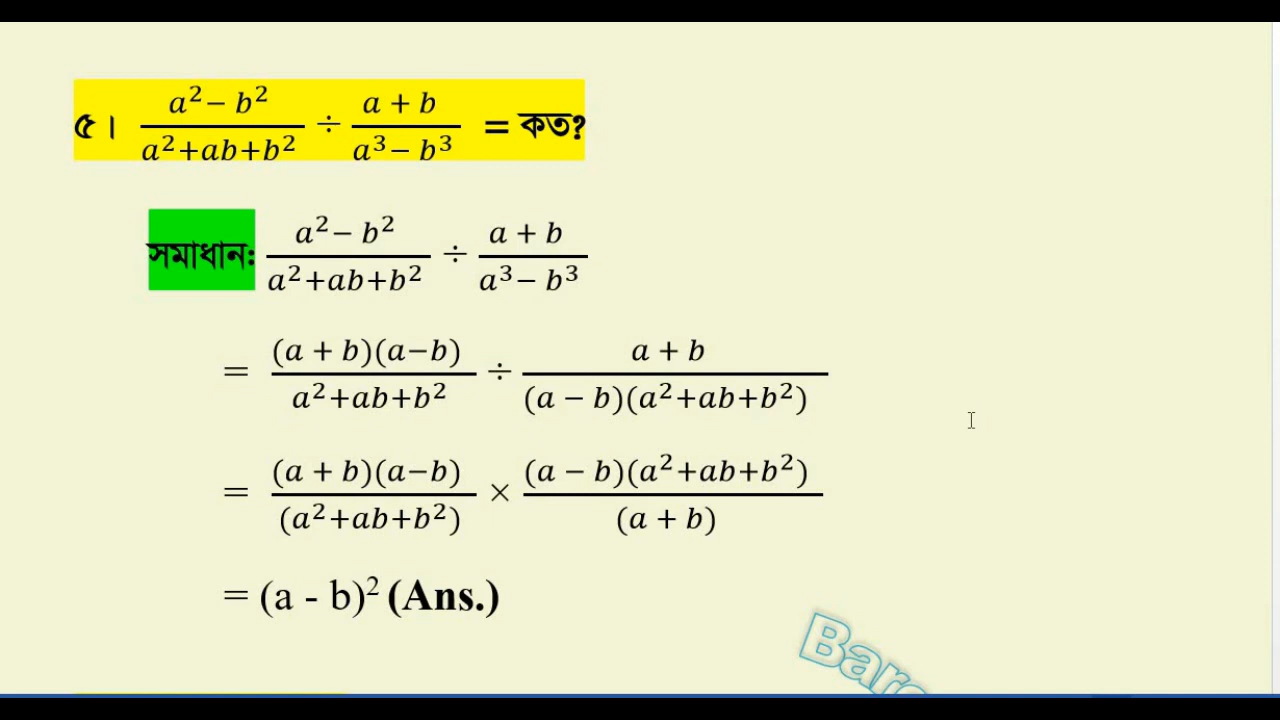 ৫। (a² − b²)/(a²+ab+b²) ÷ (a + b)/(a³ − b³) = কত?
সমাধান: (a² − b²)/(a²+ab+b²) ÷ (a + b)/(a³ − b³)
= ((a + b)(a−b))/(a²+ab+b²) ÷ (a + b)/((a − b)(a²+ab+b²))
= ((a + b)(a−b))/((a²+ab+b²)) × ((a − b)(a²+ab+b²))/((a + b))
= (a - b)² (Ans.)